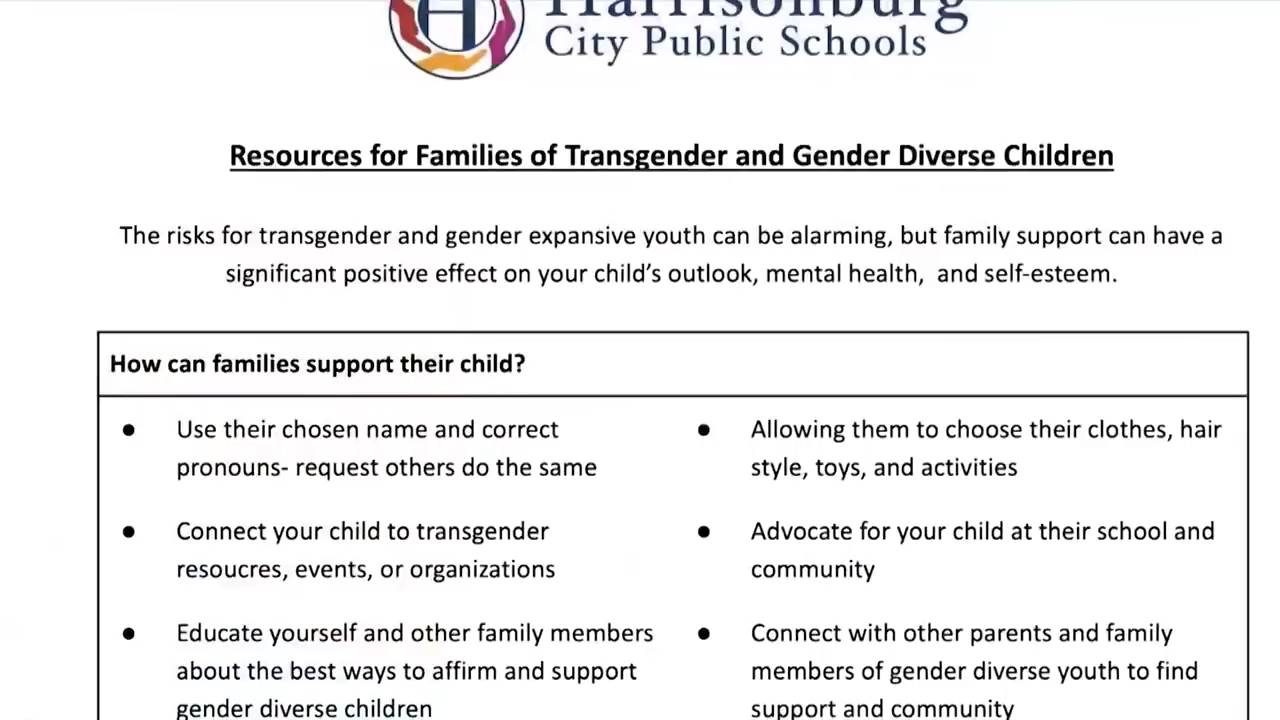 Harrisonburg
City Public Schools
Resources for Families of Transgender and Gender Diverse Children
The risks for transgender and gender expansive youth can be alarming, but family support can have a
significant positive effect on your child's outlook, mental health,  and self-esteem.
How can families support their child?
● Use their chosen name and correct
pronouns- request others do the same
● Connect your child to transgender
resoucres, events, or organizations
● Educate yourself and other family members
about the best ways to affirm and support
gender diverse children
● Allowing them to choose their clothes, hair
style, toys, and activities
● Advocate for your child at their school and
community
● Connect with other parents and family
members of gender diverse youth to find
support and community